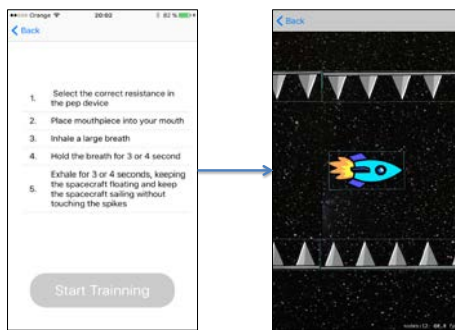 Orange 20:02 82 %
Back
1. Select the correct resistance in
the pep device
2. Place mouthpiece into your mouth
3. Inhale a large breath
4. Hold the breath for 3 or 4 second
5. Exhale for 3 or 4 seconds, keeping
the spacecraft floating and keep
the spacecraft sailing without
touching the spikes
Start Trainning
Back